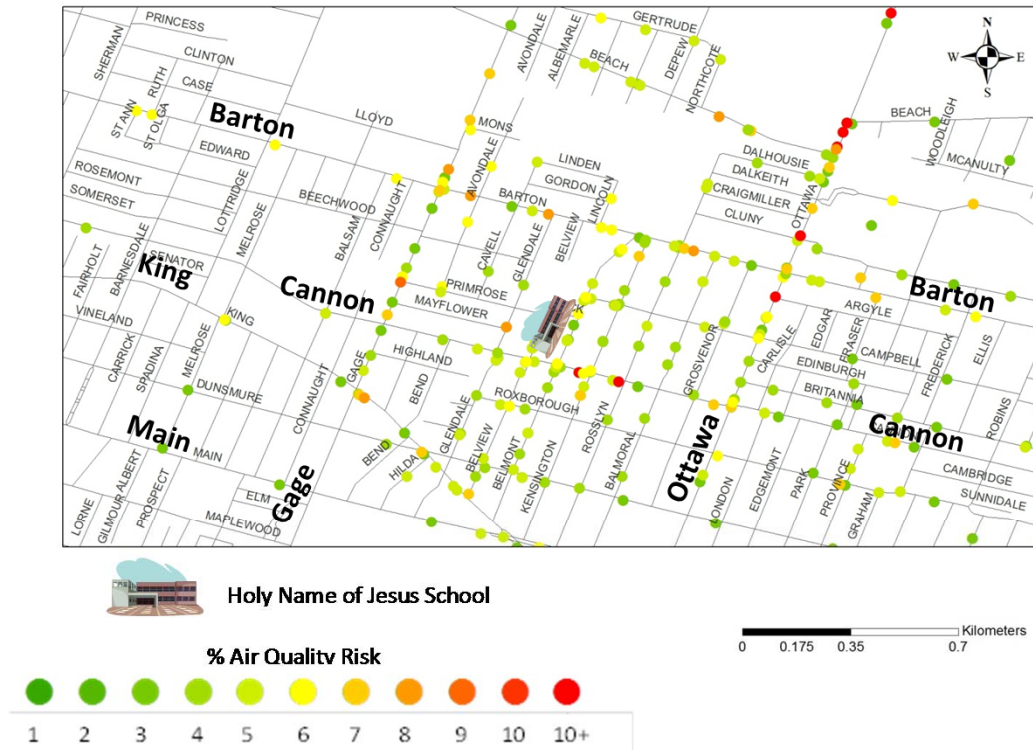 PRINCESS
SHERMAN
CLINTON
RUTH
CASE
ST ANN
ST OLGA
Barton
EDWARD
LLOYD
ROSEMONT
SOMERSET
LOTTRIDGE
MELROSE
BEECHWOOD
BALSAM
CONNAUGHT
AVONDALE
ALBEMARLE
GERTRUDE
BEACH
DEPEW
NORTHCOTE
MONS
AVONDALE
LINDEN
GORDON
LINCOLN
BARTON
CAVELL
GLENDALE
BELVIEW
N
W
E
S
BEACH
WOODLEIGH
MCANULTY
DALHOUSIE
DALKEITH
CRAIGMILLER
CLUNY
OTTAWA
FAIRHOLT
BARNESDALE
SENATOR
King
KING
Cannon
PRIMROSE
MAYFLOWER
VINELAND
CARRICK
SPADINA
MELROSE
DUNSMURE
CONNAUGHT
GAGE
HIGHLAND
BEND
ROXBOROUGH
GROSVENOR
CARLISLE
ARGYLE
EDGAR
FRASER
Barton
CAMPBELL
EDINBURGH
BRITANNIA
FREDERICK
ELLIS
ROBINS
Cannon
Main
MAIN
Gage
BEND
HILDA
GLENDALE
BELVIEW
BELMONT
KENSINGTON
ROSSLYN
BALMORAL
Ottawa
LONDON
EDGEMONT
PARK
PROVINCE
GRAHAM
CAMBRIDGE
SUNNIDALE
LORNE
GILMOUR
ALBERT
PROSPECT
ELM
MAPLEWOOD
Holy Name of Jesus School
Kilometers
0 0.175 0.35 0.7
% Air Quality Risk
1 2 3 4 5 6 7 8 9 10 10+